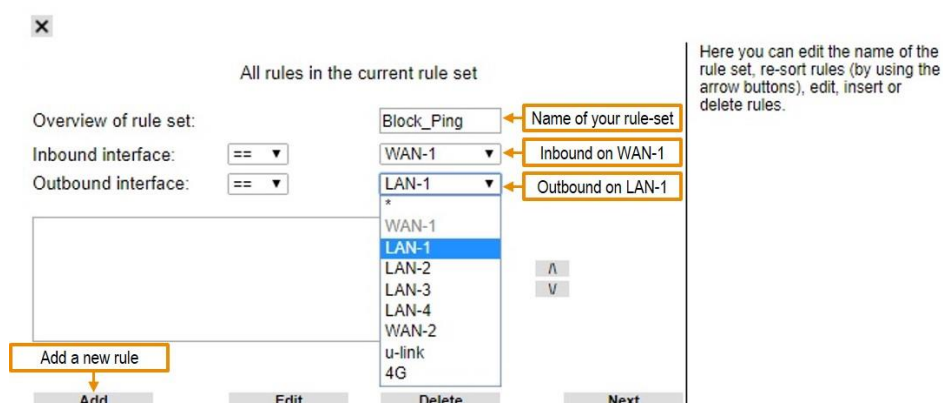 All rules in the current rule set
Overview of rule set:
Block_Ping
Name of your rule-set
Inbound interface:
==
WAN-1
Inbound on WAN-1
Outbound interface:
==
LAN-1
Outbound on LAN-1
*
WAN-1
LAN-1
LAN-2
LAN-3
LAN-4
WAN-2
u-link
4G
/\
\/
Add a new rule
Add
Edit
Delete
Next
Here you can edit the name of the
rule set, re-sort rules (by using the
arrow buttons), edit, insert or
delete rules.